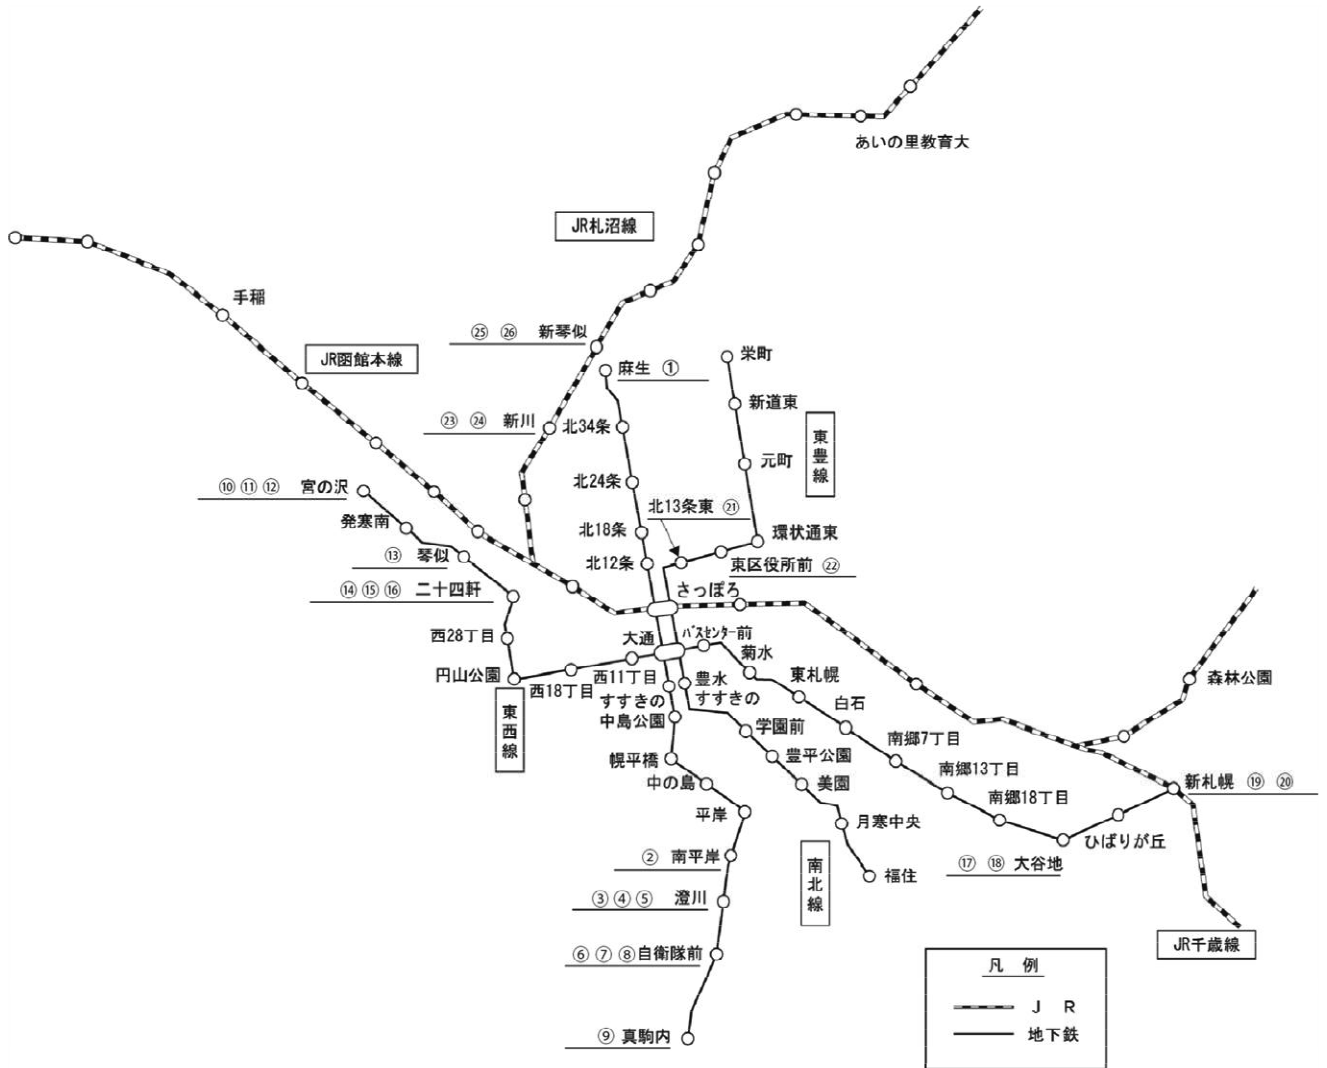 あいの里教育大
JR札沼線
手稲
㉕ ㉖ 新琴似
JR函館本線
麻生 ①
栄町
新道東
㉓ ㉔ 新川
北34条
東豊線
元町
北24条
⑩⑪⑫ 宮の沢
北13条東 ㉑
発寒南
北18条
環状通東
⑬ 琴似
北12条
東区役所前 ㉒
⑭⑮⑯ 二十四軒
さっぽろ
西28丁目
大通
バスセンター前
菊水
円山公園
西18丁目
西11丁目
東札幌
森林公園
豊水
すすきの
すすきの
白石
東西線
中島公園
学園前
南郷7丁目
幌平橋
豊平公園
南郷13丁目
中の島
美園
新札幌 ⑲ ⑳
南郷18丁目
平岸
月寒中央
ひばりが丘
② 南平岸
南北線
福住
⑰ ⑱ 大谷地
③④⑤ 澄川
JR千歳線
⑥⑦⑧自衛隊前
凡 例
J R
地下鉄
⑨ 真駒内